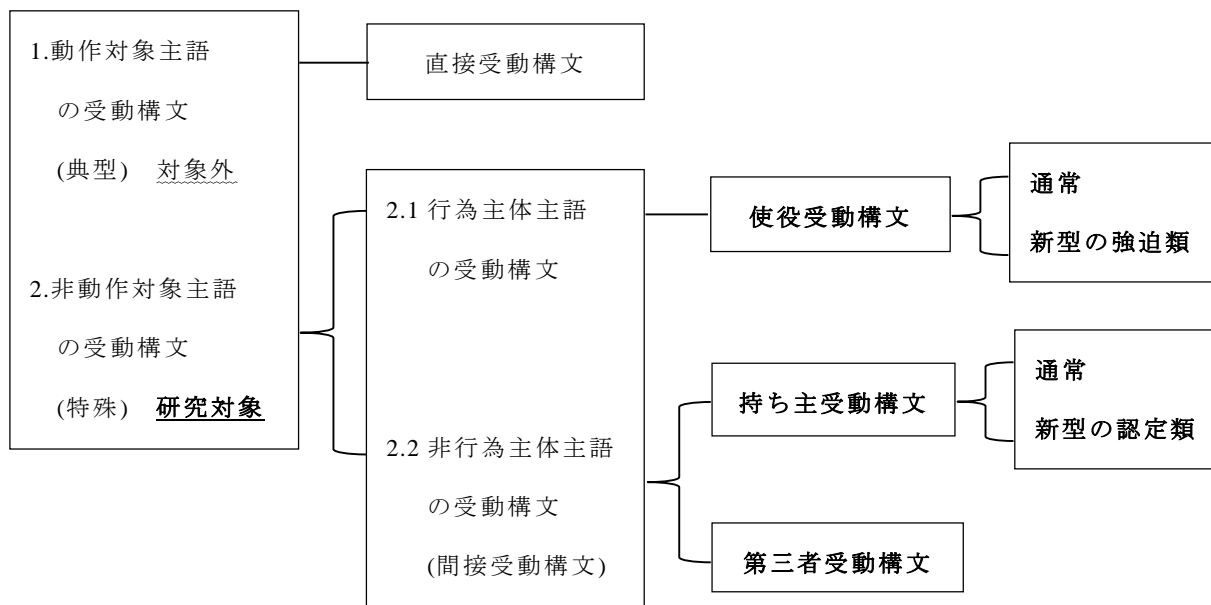 1.動作対象主語
の受動構文
(典型) 対象外
2.非動作対象主語
の受動構文
(特殊) 研究対象
直接受動構文
2.1 行為主体主語
の受動構文
2.2 非行為主体主語
の受動構文
(間接受動構文)
使役受動構文
通常
新型の強迫類
持ち主受動構文
通常
新型の認定類
第三者受動構文